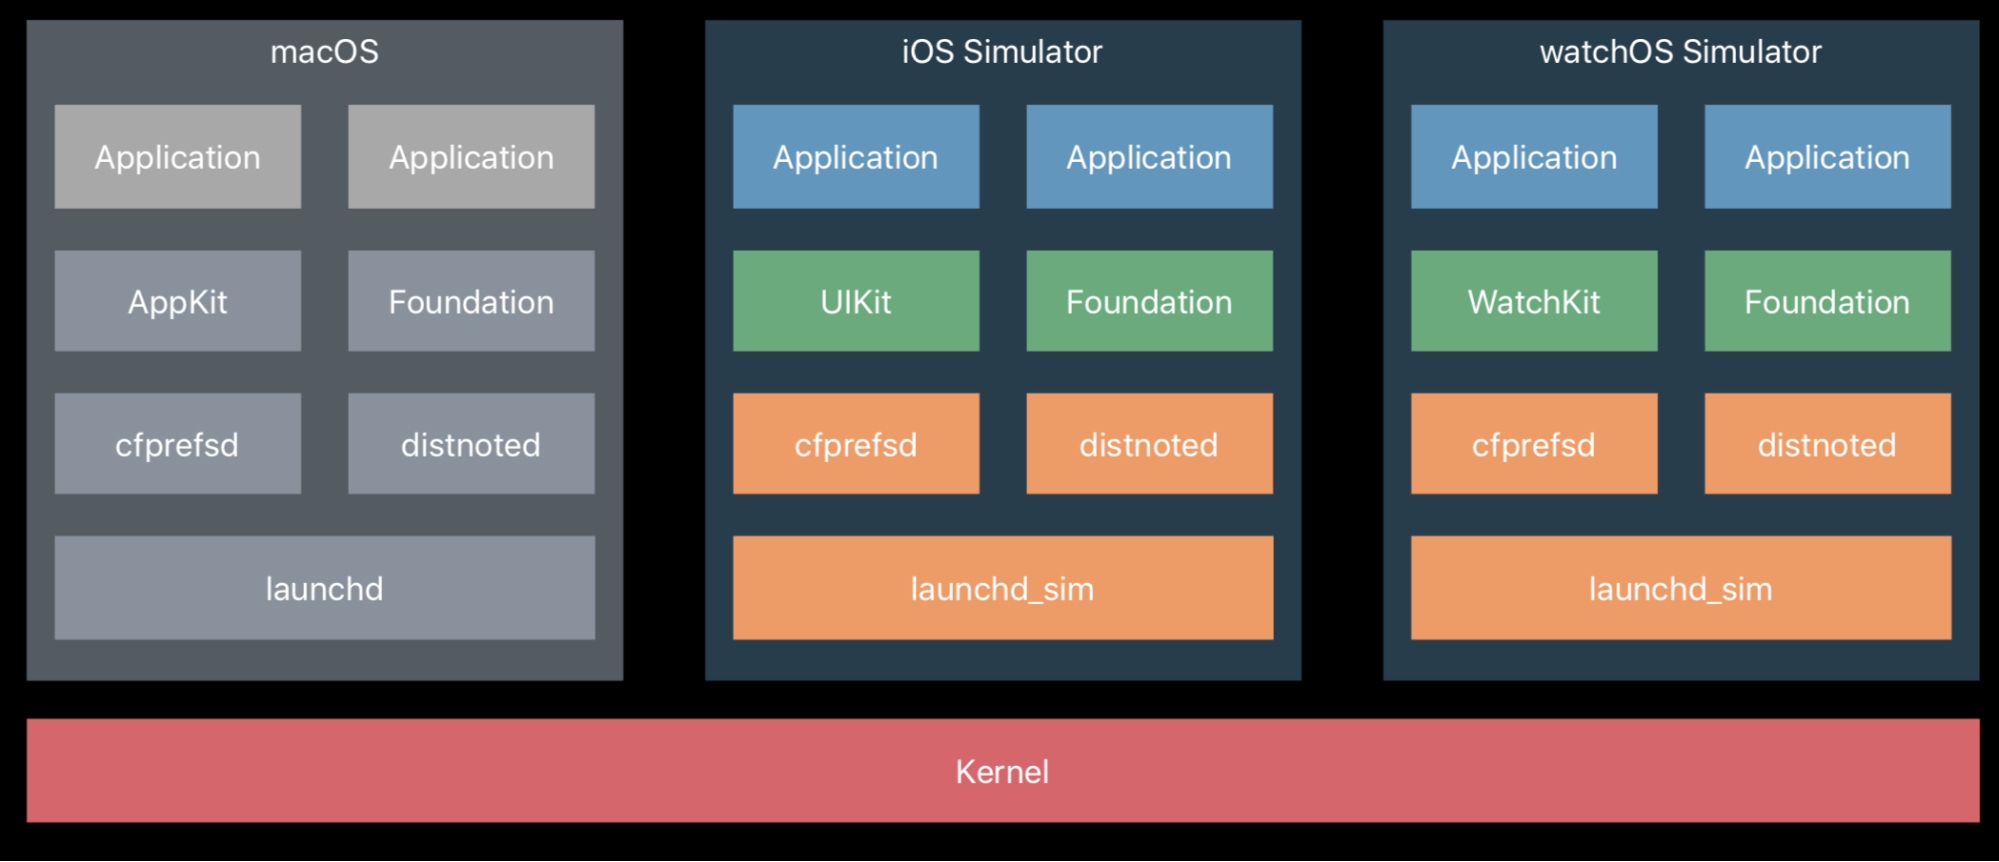 macOS
Application
Application
AppKit
Foundation
cfprefsd
distnoted
launchd
iOS Simulator
Application
Application
UIKit
Foundation
cfprefsd
distnoted
launchd_sim
watchOS Simulator
Application
Application
WatchKit
Foundation
cfprefsd
distnoted
launchd_sim
Kernel